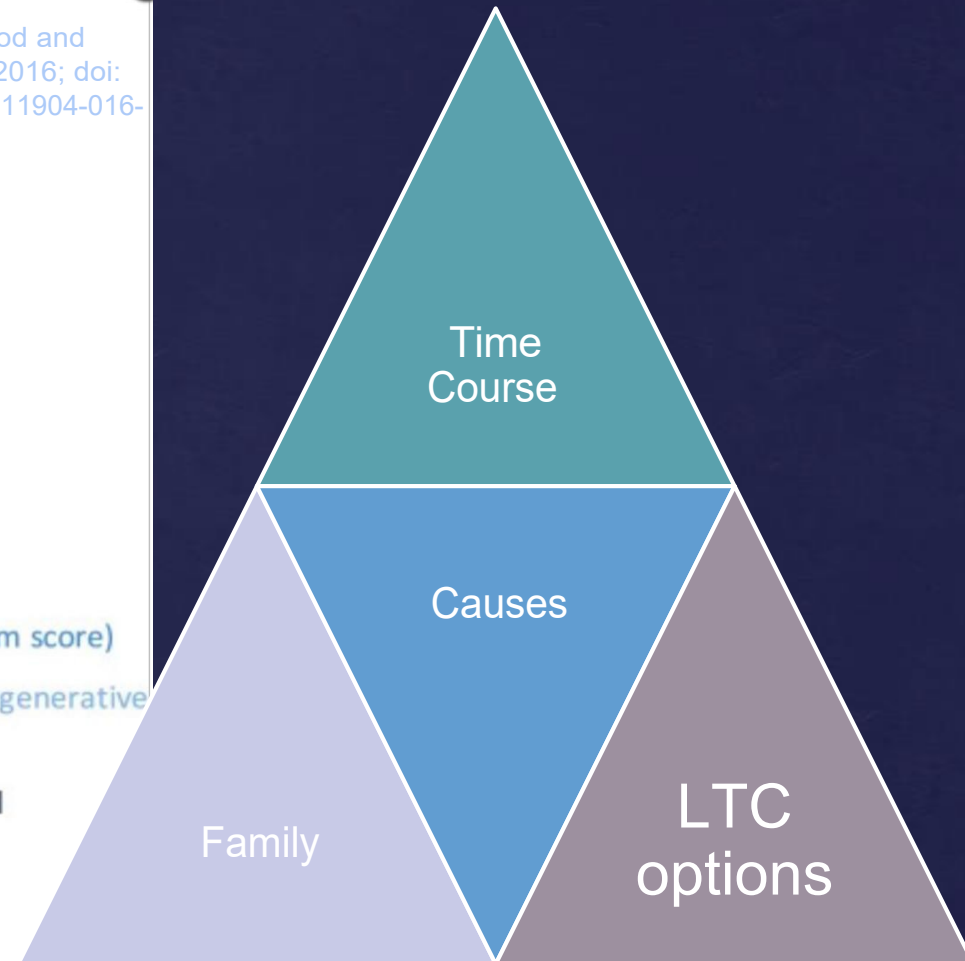 od and
2016; doi:
11904-016-
Time
Course
Causes
m score)
generative
LTC
options
Family